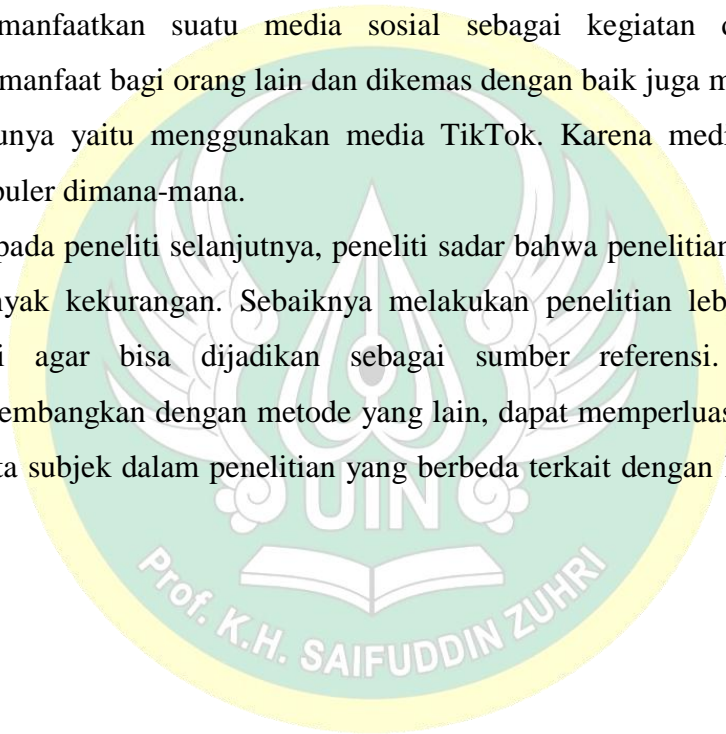 manfaatkan suatu media sosial sebagai kegiatan
manfaat bagi orang lain dan dikemas dengan baik juga
unya yaitu menggunakan media TikTok. Karena
puler dimana-mana.
pada peneliti selanjutnya, peneliti sadar bahwa penelitian
nyak kekurangan. Sebaiknya melakukan penelitian
i agar bisa dijadikan sebagai sumber referensi.
embangkan dengan metode yang lain, dapat memperluas
ta subjek dalam penelitian yang berbeda terkait dengan
UIN
Prof. K.H. SAIFUDDIN ZUHRI